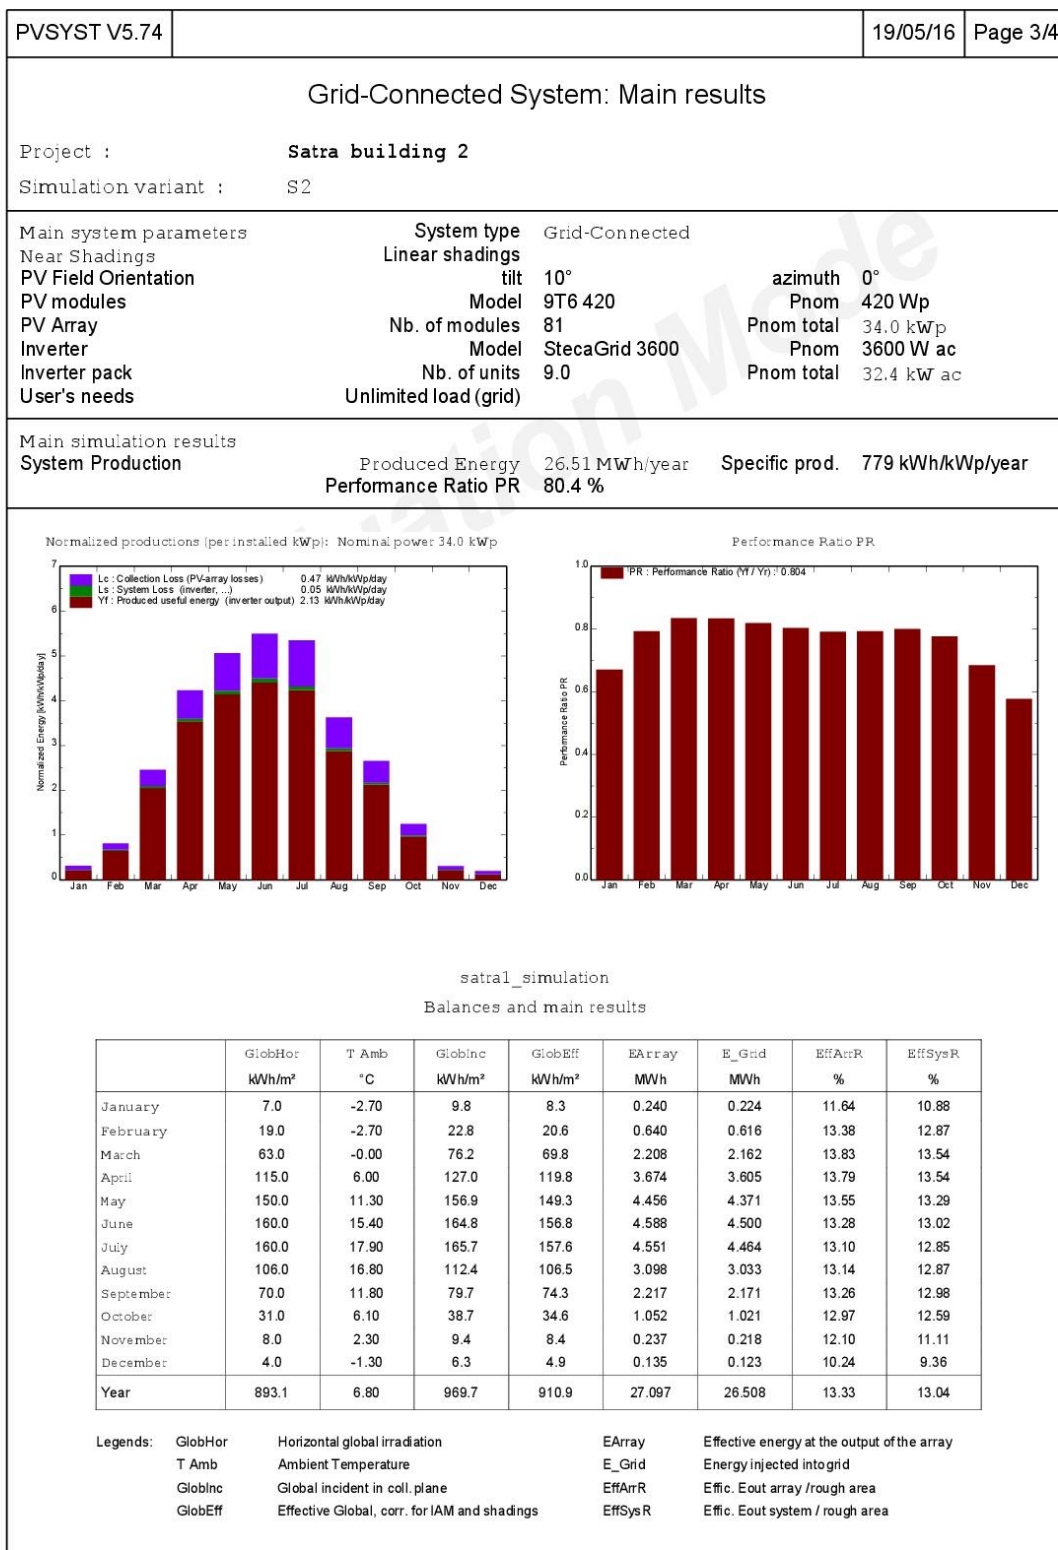 PVSYST V5.74 19/05/16 Page 3/4
Grid-Connected System: Main results
Project : Satra building 2
Simulation variant : S2
Main system parameters System type Grid-Connected
Near Shadings Linear shadings
PV Field Orientation tilt 10° azimuth 0°
PV modules Model 9T6 420 Pnom 420 Wp
PV Array Nb. of modules 81 Pnom total 34.0 kWp
Inverter Model StecaGrid 3600 Pnom 3600 W ac
Inverter pack Nb. of units 9.0 Pnom total 32.4 kW ac
User's needs Unlimited load (grid)
Main simulation results
System Production Produced Energy 26.51 MWh/year Specific prod. 779 kWh/kWp/year
Performance Ratio PR 80.4 %
Normalized productions (per installed kWp): Nominal power 34.0 kWp
Lc : Collection Loss (PV-array losses) 0.47 kWh/kWp/day
Ls : System Loss (inverter, ...) 0.05 kWh/kWp/day
Yf : Produced useful energy (inverter output) 2.13 kWh/kWp/day
Normalized Energy [kWh/kWp/day]
7
6
5
4
3
2
1
0
Jan Feb Mar Apr May Jun Jul Aug Sep Oct Nov Dec
Performance Ratio PR
PR : Performance Ratio (Yf / Yr) : 0.804
Performance Ratio PR
1.0
0.8
0.6
0.4
0.2
0.0
Jan Feb Mar Apr May Jun Jul Aug Sep Oct Nov Dec
satra1_simulation
Balances and main results
GlobHor T Amb GlobInc GlobEff EArray E_Grid EffArrR EffSysR
kWh/m² °C kWh/m² kWh/m² MWh MWh % %
January 7.0 -2.70 9.8 8.3 0.240 0.224 11.64 10.88
February 19.0 -2.70 22.8 20.6 0.640 0.616 13.38 12.87
March 63.0 -0.00 76.2 69.8 2.208 2.162 13.83 13.54
April 115.0 6.00 127.0 119.8 3.674 3.605 13.79 13.54
May 150.0 11.30 156.9 149.3 4.456 4.371 13.55 13.29
June 160.0 15.40 164.8 156.8 4.588 4.500 13.28 13.02
July 160.0 17.90 165.7 157.6 4.551 4.464 13.10 12.85
August 106.0 16.80 112.4 106.5 3.098 3.033 13.14 12.87
September 70.0 11.80 79.7 74.3 2.217 2.171 13.26 12.98
October 31.0 6.10 38.7 34.6 1.052 1.021 12.97 12.59
November 8.0 2.30 9.4 8.4 0.237 0.218 12.10 11.11
December 4.0 -1.30 6.3 4.9 0.135 0.123 10.24 9.36
Year 893.1 6.80 969.7 910.9 27.097 26.508 13.33 13.04
Legends: GlobHor Horizontal global irradiation EArray Effective energy at the output of the array
T Amb Ambient Temperature E_Grid Energy injected into grid
GlobInc Global incident in coll. plane EffArrR Effic. Eout array / rough area
GlobEff Effective Global, corr. for IAM and shadings EffSysR Effic. Eout system / rough area